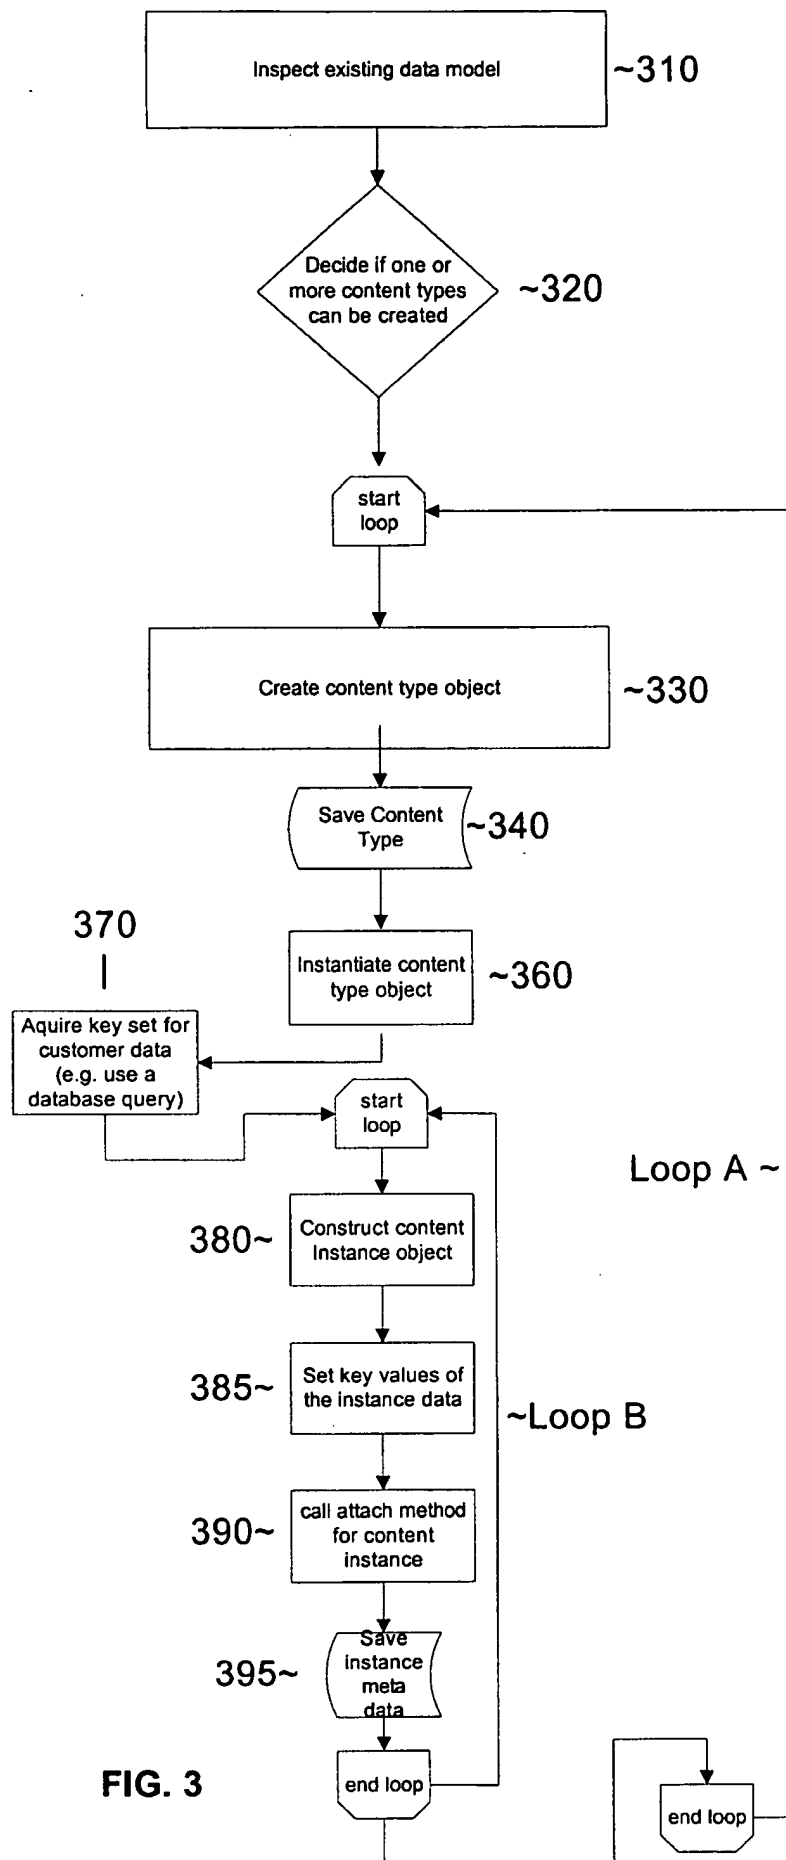 Inspect existing data model
~310
Decide if one or
more content types
can be created
~320
start
loop
Create content type object
~330
Save Content
Type
~340
370
Instantiate content
type object
~360
Aquire key set for
customer data
(e.g. use a
database query)
start
loop
Loop A ~
380~
Construct content
Instance object
385~
Set key values of
the instance data
~Loop B
390~
call attach method
for content
instance
395~
Save
instance
meta
data
FIG. 3
end loop
end loop